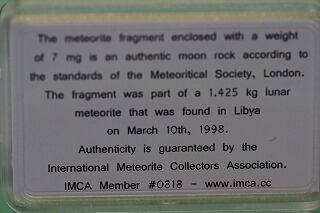 The meteorite fragment enclosed with a weight
of 7 mg is an authentic moon rock according to
the standards of the Meteoritical Society, London.
The fragment was part of a 1.425 kg lunar
meteorite that was found in Libya
on March 10th, 1998.
Authenticity is guaranteed by the
International Meteorite Collectors Association.
IMCA Member #0818 - www.imca.cc